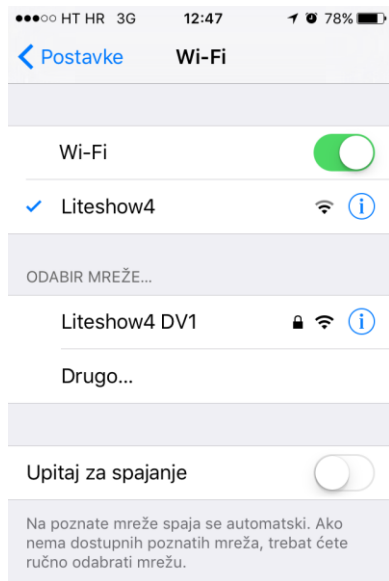 HT HR 3G 12:47 78%
Postavke Wi-Fi
Wi-Fi
Liteshow4
ODABIR MREŽE...
Liteshow4 DV1
Drugo...
Upitaj za spajanje
Na poznate mreže spaja se automatski. Ako
nema dostupnih poznatih mreža, trebat ćete
ručno odabrati mrežu.